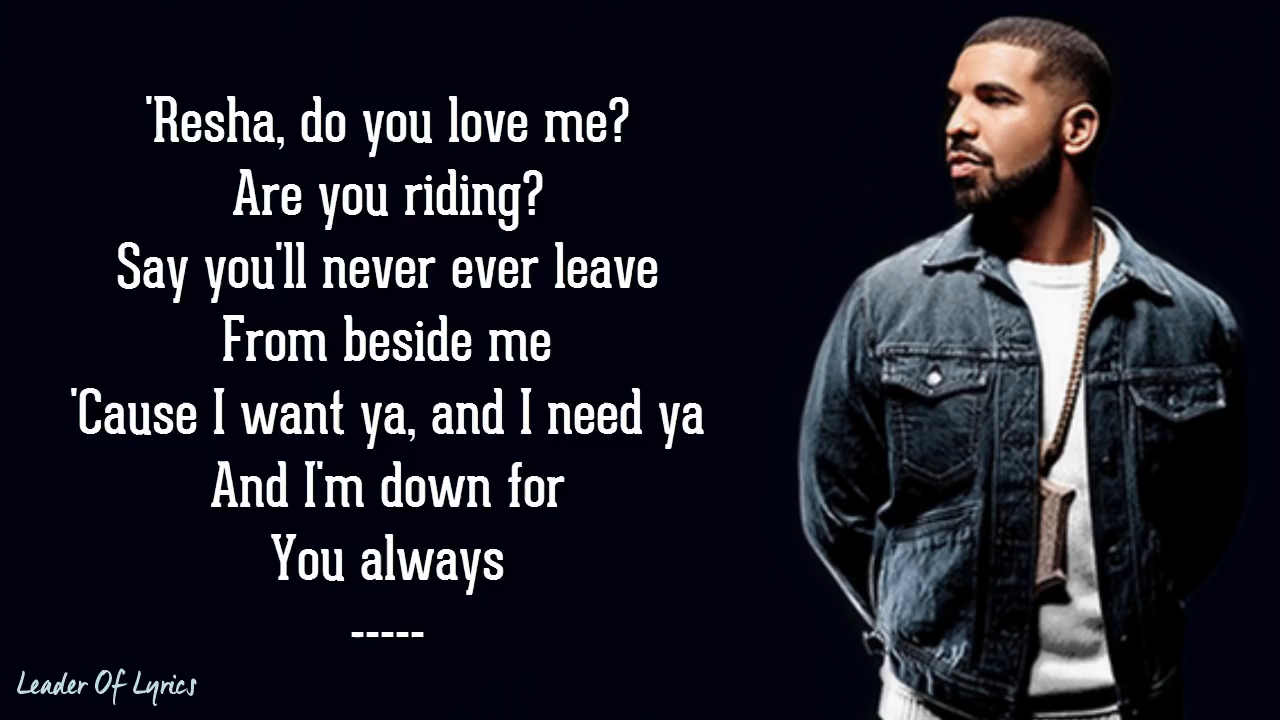 'Resha, do you love me?
Are you riding?
Say you'll never ever leave
From beside me
'Cause I want ya, and I need ya
And I'm down for
You always
-----
Leader Of Lyrics